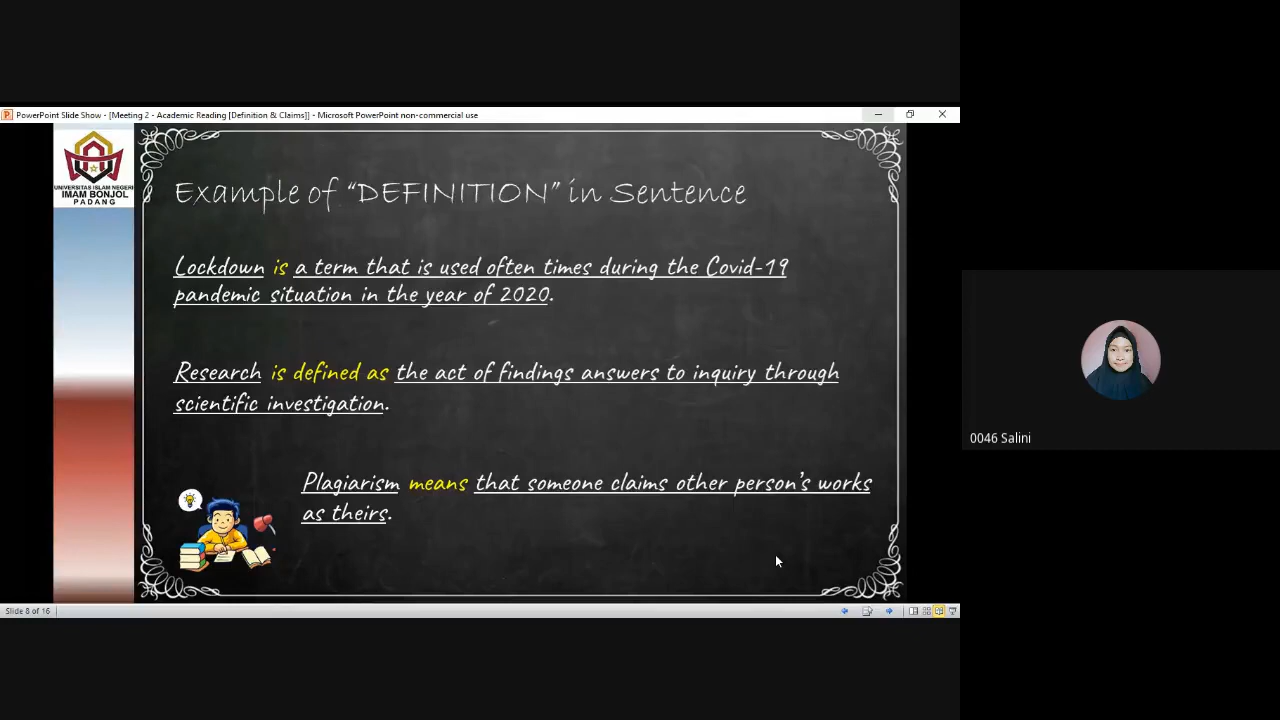 PowerPoint Slide Show - [Meeting 2 - Academic Reading [Definition & Claims]] - Microsoft PowerPoint non-commercial use
UNIVERSITAS ISLAM NEGERI
IMAM BONJOL
PADANG
Example of “DEFINITION” in Sentence
Lockdown is a term that is used often times during the Covid-19
pandemic situation in the year of 2020.
Research is defined as the act of findings answers to inquiry through
scientific investigation.
Plagiarism means that someone claims other person’s works
as theirs.
0046 Salini
Slide 8 of 16